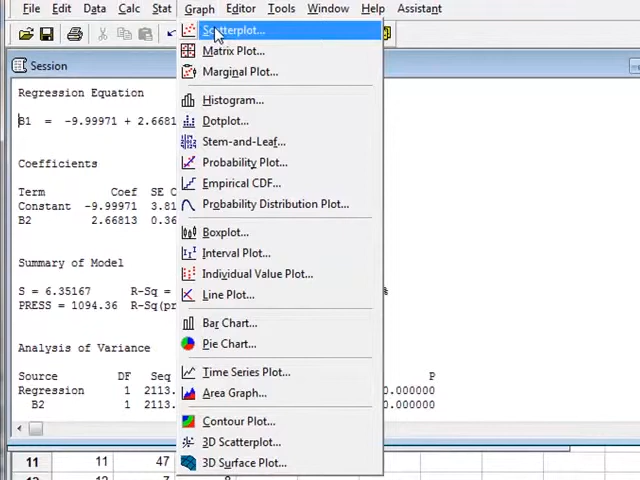 File Edit Data Calc Stat Graph Editor Tools Window Help Assistant
Scatterplot...
Matrix Plot...
Marginal Plot...
Histogram...
Dotplot...
Stem-and-Leaf...
Probability Plot...
Empirical CDF...
Probability Distribution Plot...
Boxplot...
Interval Plot...
Individual Value Plot...
Line Plot...
Bar Chart...
Pie Chart...
Time Series Plot...
Area Graph...
Contour Plot...
3D Scatterplot...
3D Surface Plot...
Session
Regression Equation
B1 = -9.99971 + 2.6681
Coefficients
Term Coef SE C
Constant -9.99971 3.81
B2 2.66813 0.36
Summary of Model
S = 6.35167 R-Sq = %
PRESS = 1094.36 R-Sq(pr
Analysis of Variance
Source DF Seq P
Regression 1 2113. 0.000000
B2 1 2113. 0.000000
11 11 47